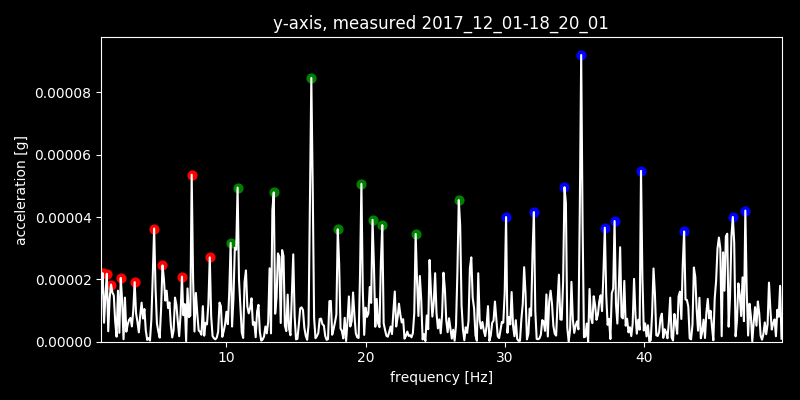 y-axis, measured 2017_12_01-18_20_01
acceleration [g]
0.00008
0.00006
0.00004
0.00002
0.00000
10 20 30 40
frequency [Hz]